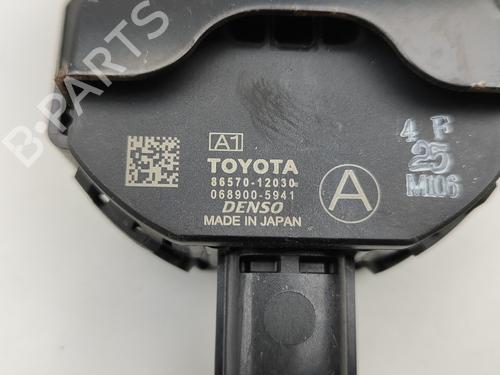 B-PARTS
A1
TOYOTA
86570-12030
068900-5941
DENSO
MADE IN JAPAN
A
4 F
25
M106